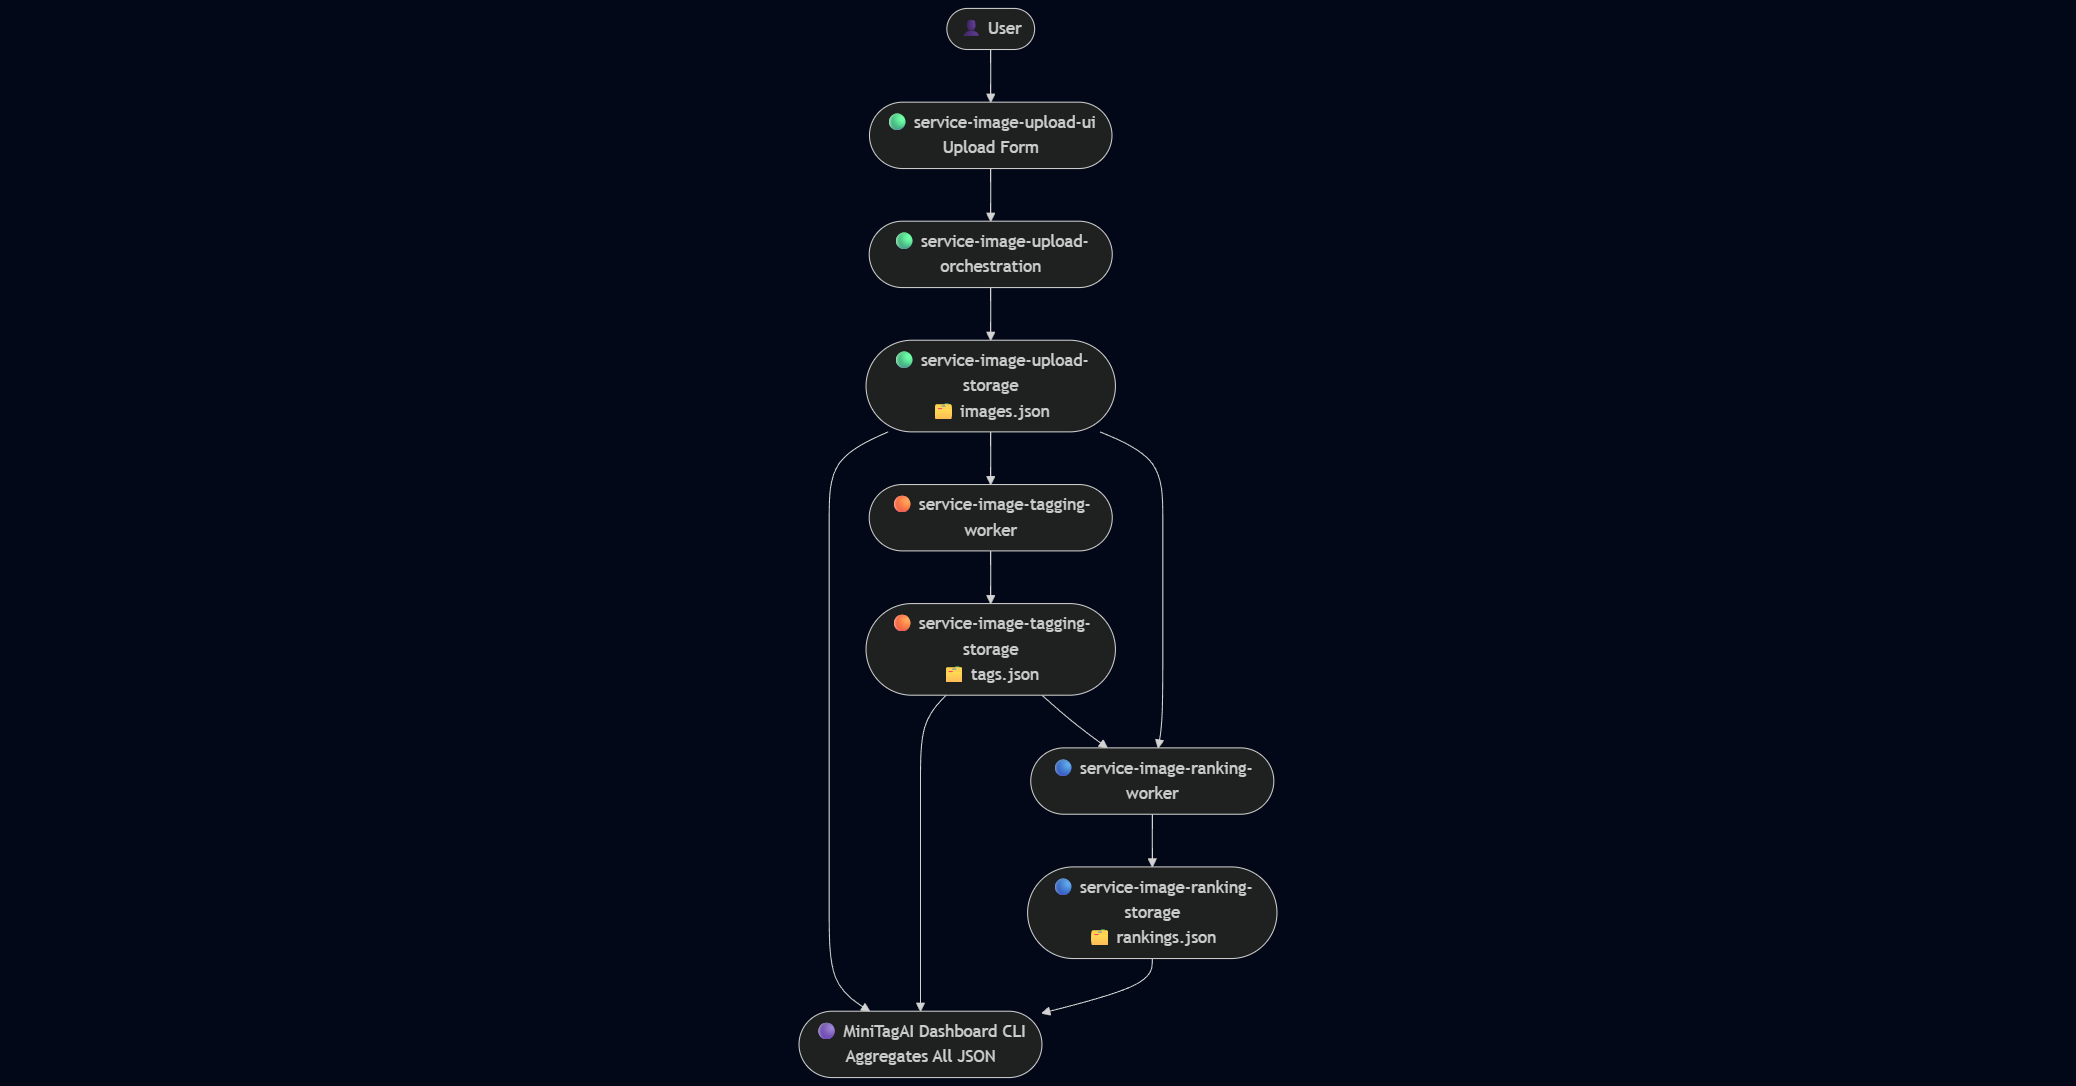 User
service-image-upload-ui
Upload Form
service-image-upload-
orchestration
service-image-upload-
storage
images.json
service-image-tagging-
worker
service-image-tagging-
storage
tags.json
service-image-ranking-
worker
service-image-ranking-
storage
rankings.json
MiniTagAI Dashboard CLI
Aggregates All JSON